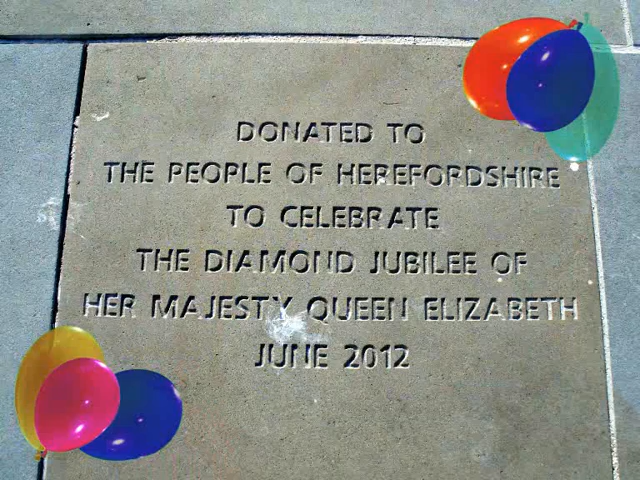 DONATED TO
THE PEOPLE OF HEREFORDSHIRE
TO CELEBRATE
THE DIAMOND JUBILEE OF
HER MAJESTY QUEEN ELIZABETH
JUNE 2012